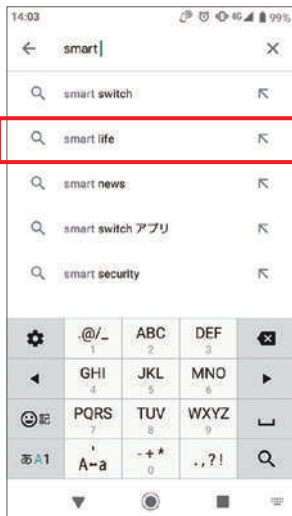 14:03 4G 99%
smart
smart switch
smart life
smart news
smart switch アプリ
smart security
.@/_ ABC DEF
1 2 3
GHI JKL MNO
4 5 6
記 PQRS TUV WXYZ
7 8 9
あA1 A↔a -+* .,?!
' 0